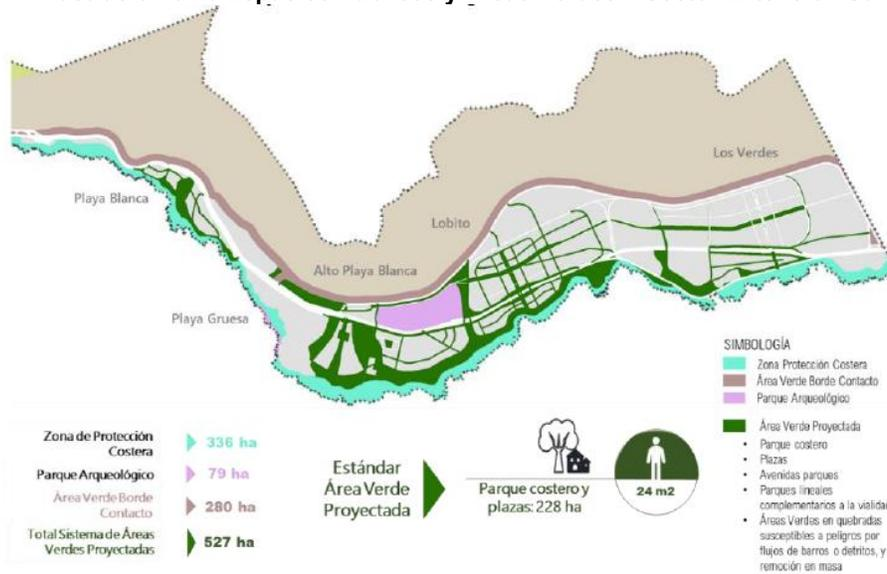 Playa Blanca
Playa Gruesa
Alto Playa Blanca
Lobito
Los Verdes
SIMBOLOGÍA
Zona Protección Costera
Área Verde Borde Contacto
Parque Arqueológico
Área Verde Proyectada
• Parque costero
• Plazas
• Avenidas parques
• Parques lineales
complementarios a la vialidad
• Áreas Verdes en quebradas
susceptibles a peligros por
flujos de barros o detritos, y
remoción en masa
Zona de Protección
Costera
336 ha
Parque Arqueológico
79 ha
Área Verde Borde
Contacto
280 ha
Total Sistema de Áreas
Verdes Proyectadas
527 ha
Estándar
Área Verde
Proyectada
Parque costero y
plazas: 228 ha
24 m2